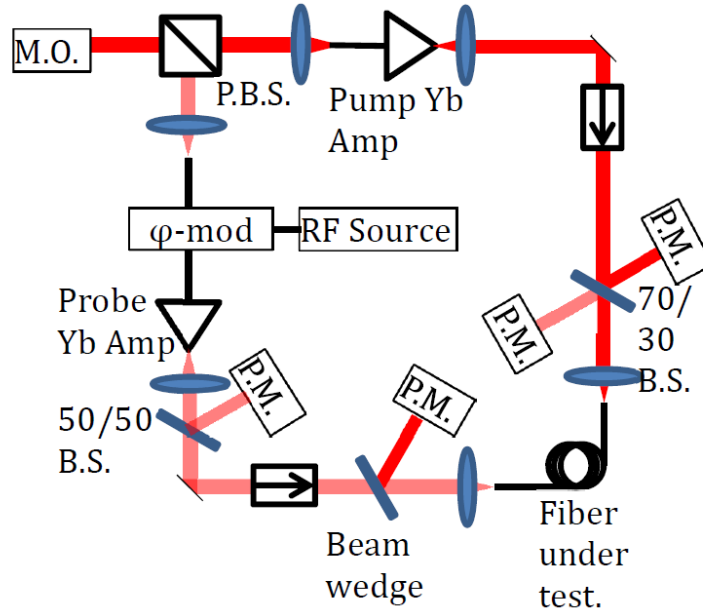 M.O.
P.B.S.
Pump Yb
Amp
φ-mod
RF Source
P.M.
P.M.
70/
30
B.S.
Probe
Yb Amp
P.M.
50/50
B.S.
P.M.
Beam
wedge
Fiber
under
test.